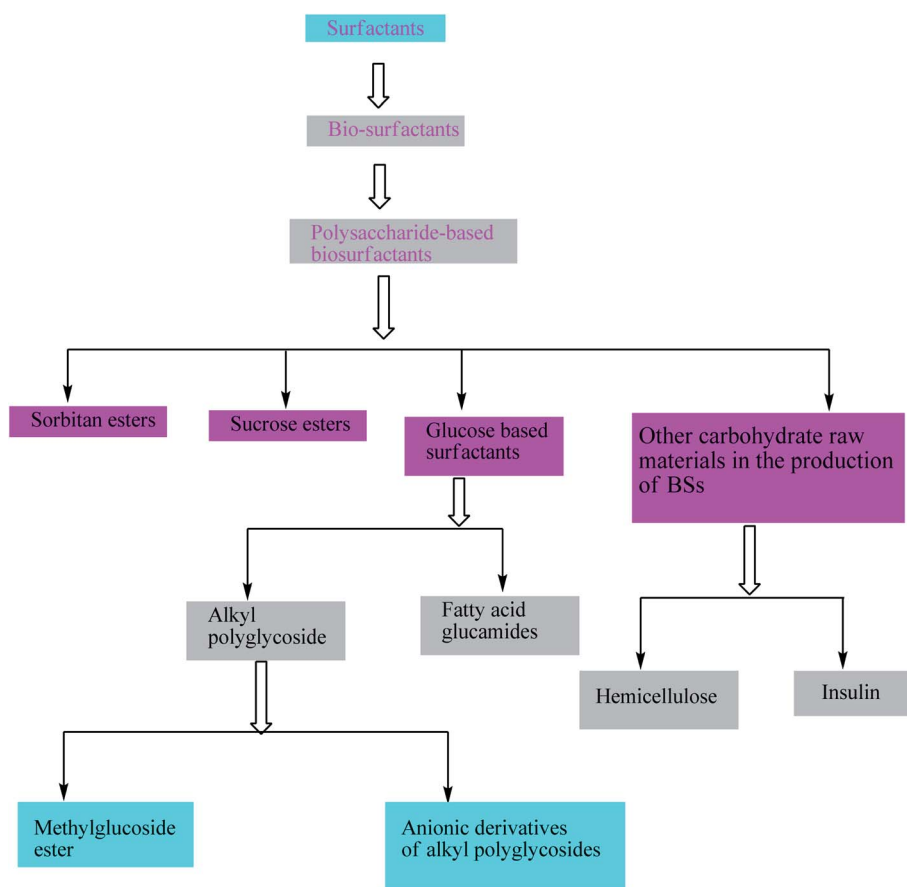 Surfactants
Bio-surfactants
Polysaccharide-based
biosurfactants
Sorbitan esters
Sucrose esters
Glucose based
surfactants
Other carbohydrate raw
materials in the production
of BSs
Alkyl
polyglycoside
Fatty acid
glucamides
Hemicellulose
Insulin
Methylglucoside
ester
Anionic derivatives
of alkyl polyglycosides